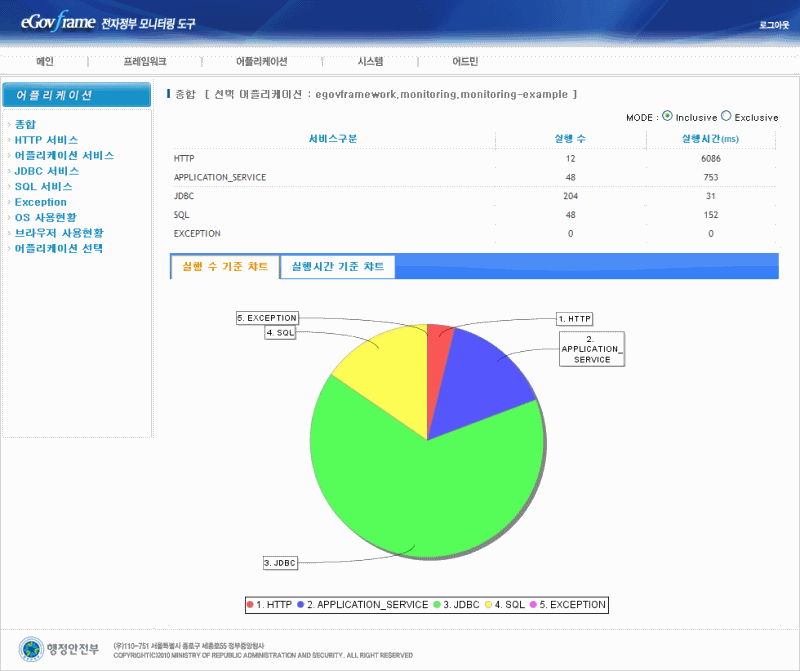 eGovframe 전자정부 모니터링 도구
로그아웃
메인 | 프레임워크 | 어플리케이션 | 시스템 | 어드민
어플리케이션
종합
HTTP 서비스
어플리케이션 서비스
JDBC 서비스
SQL 서비스
Exception
OS 사용현황
브라우저 사용현황
어플리케이션 선택
종합 [ 선택 어플리케이션 : egovframework,monitoring,monitoring-example ]
MODE : Inclusive Exclusive
서비스구분 실행 수 실행시간(ms)
HTTP 12 6086
APPLICATION_SERVICE 48 753
JDBC 204 31
SQL 48 152
EXCEPTION 0 0
실행 수 기준 챠트 실행시간 기준 챠트
5. EXCEPTION
1. HTTP
4. SQL
2.
APPLICATION_
SERVICE
3. JDBC
1. HTTP 2. APPLICATION_SERVICE 3. JDBC 4. SQL 5. EXCEPTION
행정안전부
(우)110-751 서울특별시 종로구 세종로55 정부중앙청사
COPYRIGHT(C)2010 MINISTRY OF REPUBLIC ADMINISTRATION AND SECURITY.. ALL RIGHT RESERVED